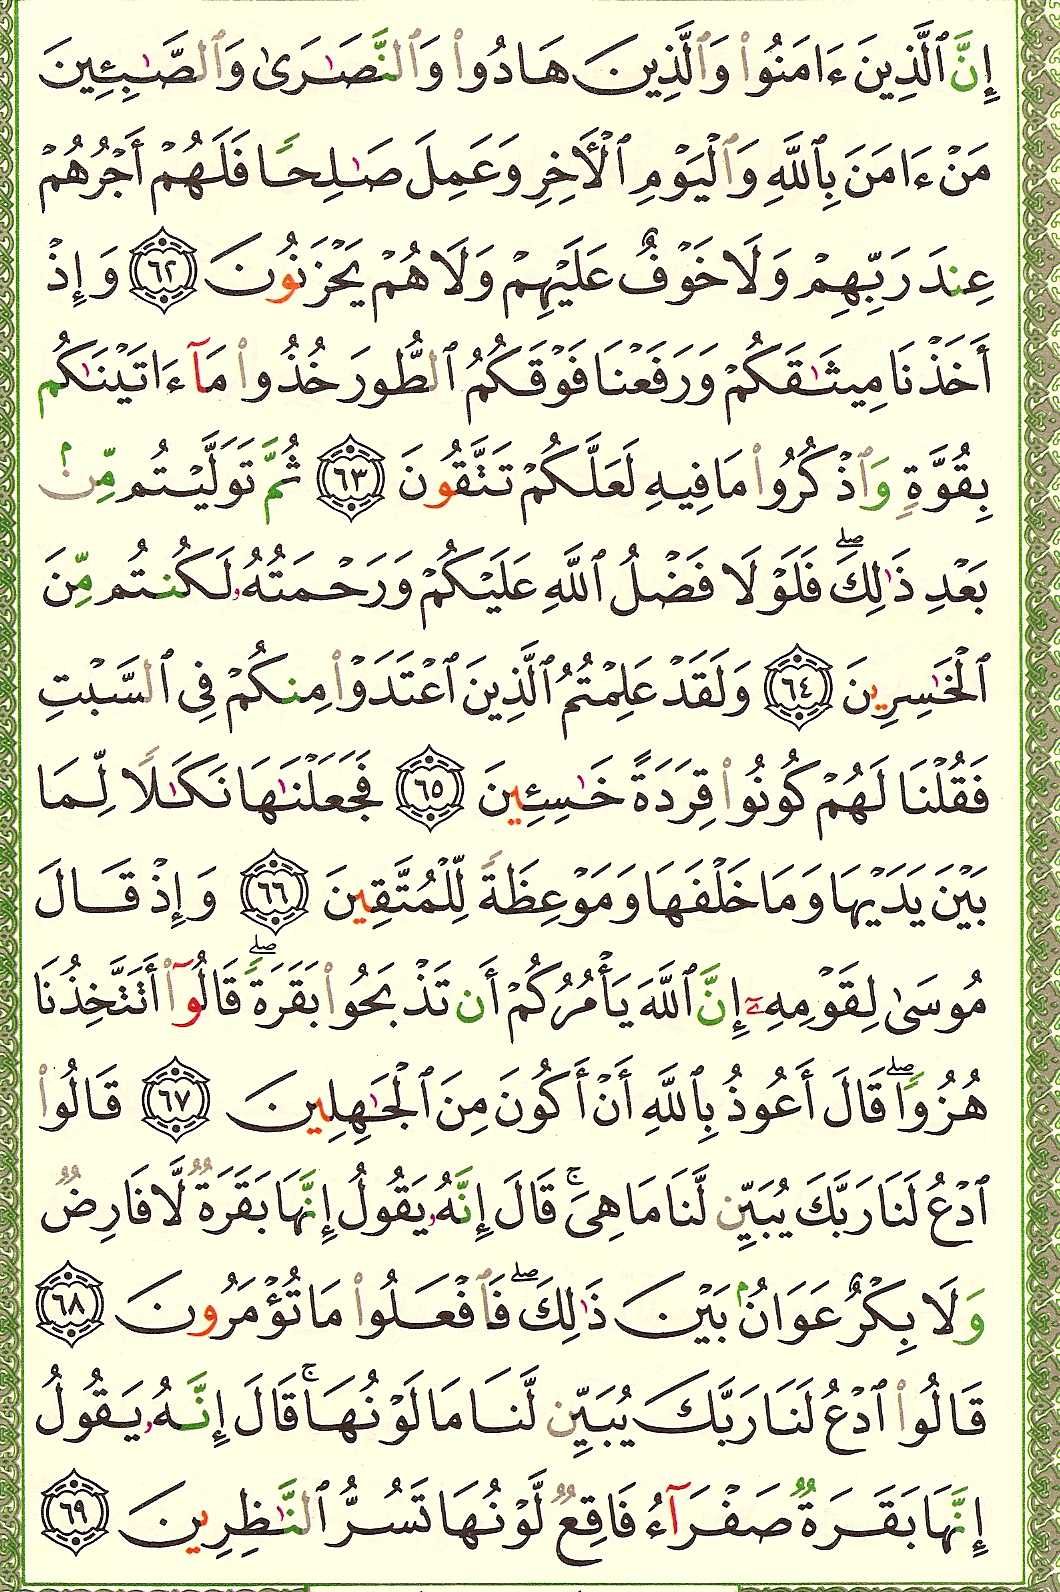 إِنَّ ٱلَّذِينَ ءَامَنُوا۟ وَٱلَّذِينَ هَادُوا۟ وَٱلنَّصَـٰرَىٰ وَٱلصَّـٰبِـِٔينَ
مَنْ ءَامَنَ بِٱللَّهِ وَٱلْيَوْمِ ٱلْـَٔاخِرِ وَعَمِلَ صَـٰلِحًا فَلَهُمْ أَجْرُهُمْ
عِندَ رَبِّهِمْ وَلَا خَوْفٌ عَلَيْهِمْ وَلَا هُمْ يَحْزَنُونَ ٦٢ وَإِذْ
أَخَذْنَا مِيثَـٰقَكُمْ وَرَفَعْنَا فَوْقَكُمُ ٱلطُّورَ خُذُوا۟ مَآ ءَاتَيْنَـٰكُم
بِقُوَّةٍ وَٱذْكُرُوا۟ مَا فِيهِ لَعَلَّكُمْ تَتَّقُونَ ٦٣ ثُمَّ تَوَلَّيْتُم مِّنۢ
بَعْدِ ذَٰلِكَ ۖ فَلَوْلَا فَضْلُ ٱللَّهِ عَلَيْكُمْ وَرَحْمَتُهُۥ لَكُنتُم مِّنَ
ٱلْخَـٰسِرِينَ ٦٤ وَلَقَدْ عَلِمْتُمُ ٱلَّذِينَ ٱعْتَدَوْا۟ مِنكُمْ فِى ٱلسَّبْتِ
فَقُلْنَا لَهُمْ كُونُوا۟ قِرَدَةً خَـٰسِـِٔينَ ٦٥ فَجَعَلْنَـٰهَا نَكَـٰلًا لِّمَا
بَيْنَ يَدَيْهَا وَمَا خَلْفَهَا وَمَوْعِظَةً لِّلْمُتَّقِينَ ٦٦ وَإِذْ قَالَ
مُوسَىٰ لِقَوْمِهِۦٓ إِنَّ ٱللَّهَ يَأْمُرُكُمْ أَن تَذْبَحُوا۟ بَقَرَةً ۖ قَالُوٓا۟ أَتَتَّخِذُنَا
هُزُوًا ۖ قَالَ أَعُوذُ بِٱللَّهِ أَنْ أَكُونَ مِنَ ٱلْجَـٰهِلِينَ ٦٧ قَالُوا۟
ٱدْعُ لَنَا رَبَّكَ يُبَيِّن لَّنَا مَا هِىَ ۚ قَالَ إِنَّهُۥ يَقُولُ إِنَّهَا بَقَرَةٌ لَّا فَارِضٌ
وَلَا بِكْرٌ عَوَانٌۢ بَيْنَ ذَٰلِكَ ۖ فَٱفْعَلُوا۟ مَا تُؤْمَرُونَ ٦٨
قَالُوا۟ ٱدْعُ لَنَا رَبَّكَ يُبَيِّن لَّنَا مَا لَوْنُهَا ۚ قَالَ إِنَّهُۥ يَقُولُ
إِنَّهَا بَقَرَةٌ صَفْرَآءُ فَاقِعٌ لَّوْنُهَا تَسُرُّ ٱلنَّـٰظِرِينَ ٦٩